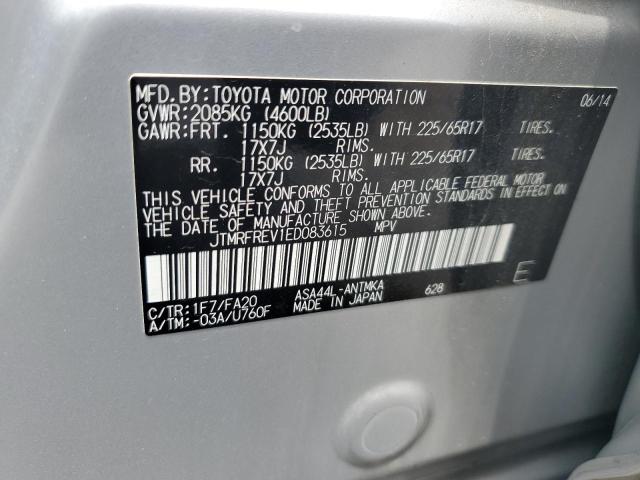 MFD.BY:TOYOTA MOTOR CORPORATION 06/14
GVWR:2085KG (4600LB)
GAWR:FRT. 1150KG (2535LB) WITH 225/65R17 TIRES.
17X7J RIMS.
RR. 1150KG (2535LB) WITH 225/65R17 TIRES.
17X7J RIMS.
THIS VEHICLE CONFORMS TO ALL APPLICABLE FEDERAL MOTOR
VEHICLE SAFETY AND THEFT PREVENTION STANDARDS IN EFFECT ON
THE DATE OF MANUFACTURE SHOWN ABOVE.
JTMRFREV1ED083615 MPV
C/TR:1F7/FA20 ASA44L-ANTMKA 628 E
A/TM:-03A/U760F MADE IN JAPAN